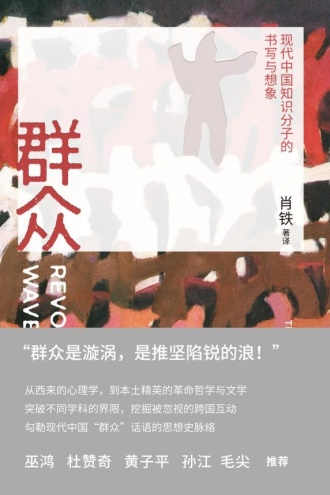 现代中国知识分子的
书写与想象
群众
肖铁 著译
REVO
WAVE
“群众是漩涡，是推坚陷锐的浪！”
从西来的心理学，到本土精英的革命哲学与文学
突破不同学科的界限，挖掘被忽视的跨国互动
勾勒现代中国“群众”话语的思想史脉络
巫鸿 杜赞奇 黄子平 孙江 毛尖 推荐